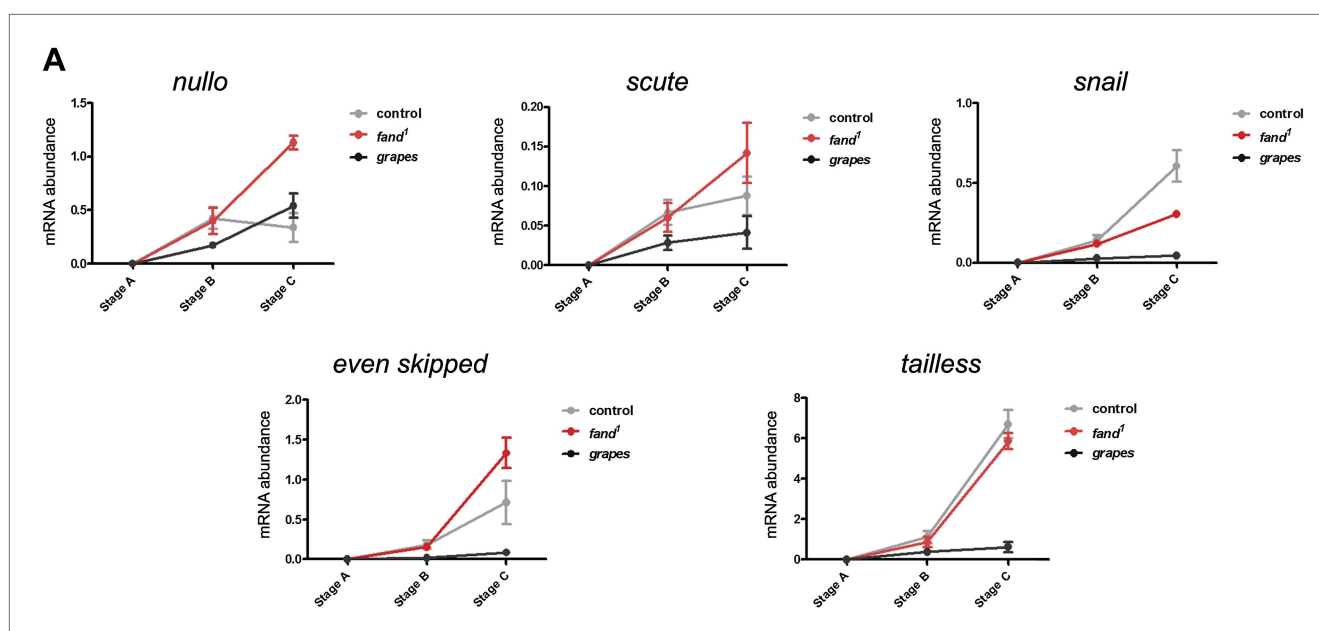 A
nullo
1.5
1.0
0.5
0.0
mRNA abundance
Stage A
Stage B
Stage C
control
fand¹
grapes
scute
0.20
0.15
0.10
0.05
0.00
mRNA abundance
Stage A
Stage B
Stage C
control
fand¹
grapes
snail
1.0
0.5
0.0
mRNA abundance
Stage A
Stage B
Stage C
control
fand¹
grapes
even skipped
2.0
1.5
1.0
0.5
0.0
mRNA abundance
Stage A
Stage B
Stage C
control
fand¹
grapes
tailless
8
6
4
2
0
mRNA abundance
Stage A
Stage B
Stage C
control
fand¹
grapes